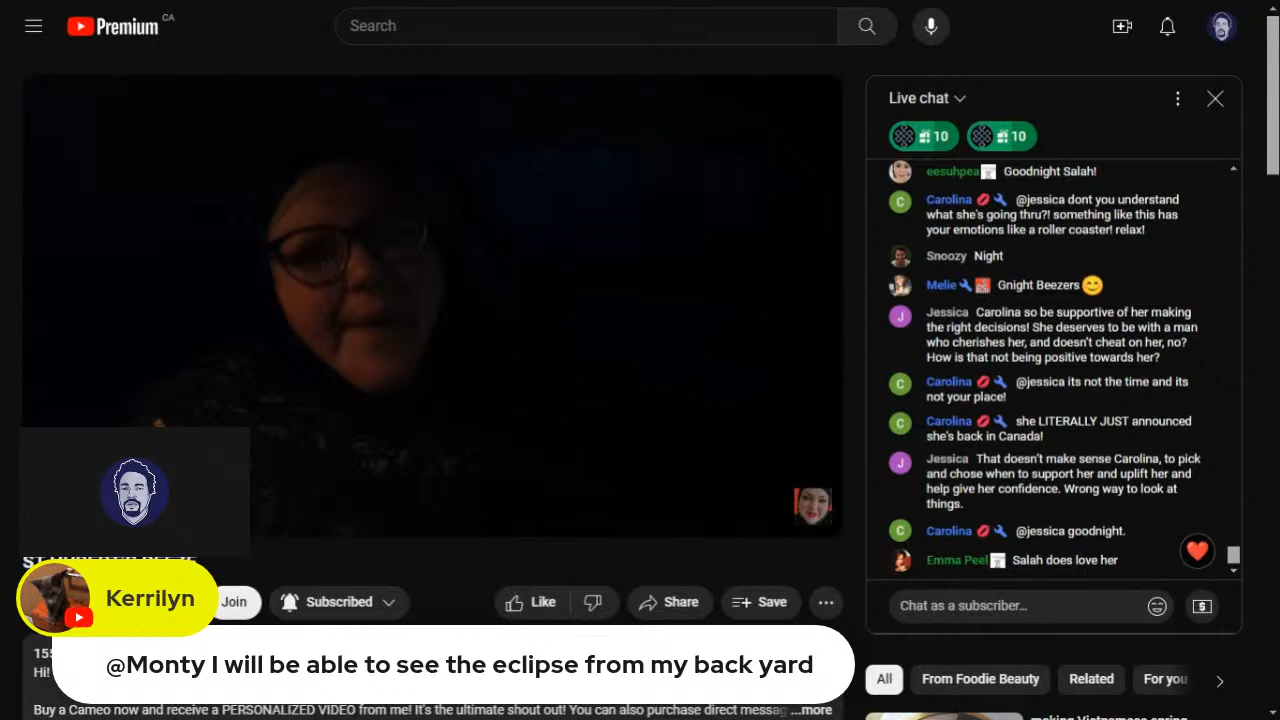 Premium CA
Search
Live chat
10
10
eesuhpea Goodnight Salah!
Carolina @jessica dont you understand
what she's going thru?! something like this has
your emotions like a roller coaster! relax!
Snoozy Night
Melie Gnight Beezers
J
Jessica Carolina so be supportive of her making
the right decisions! She deserves to be with a man
who cherishes her, and doesn't cheat on her, no?
How is that not being positive towards her?
C
Carolina @jessica its not the time and its
not your place!
C
Carolina she LITERALLY JUST announced
she's back in Canada!
J
Jessica That doesn't make sense Carolina, to pick
and chose when to support her and uplift her and
help give her confidence. Wrong way to look at
things.
C
Carolina @jessica goodnight.
Emma Peel Salah does love her
Chat as a subscriber...
Join
Subscribed
Like
Share
Save
Kerrilyn
@Monty I will be able to see the eclipse from my back yard
Hi!
Buy a Cameo now and receive a PERSONALIZED VIDEO from me! It's the ultimate shout out! You can also purchase direct messag ...more
All
From Foodie Beauty
Related
For you
making Vietnamese spring